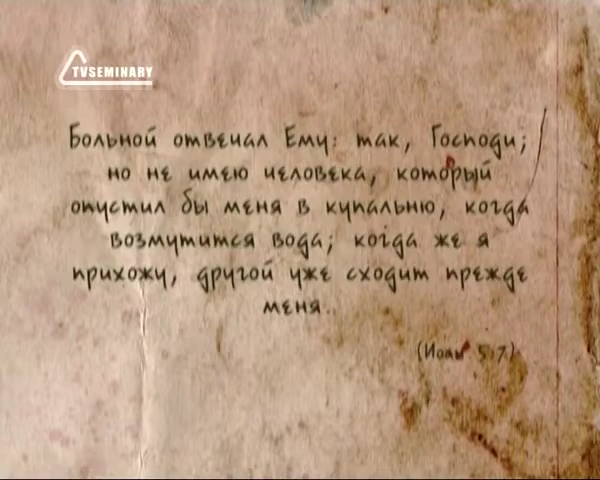 TVSEMINARY
Больной отвечал Ему: так, Господи;
но не имею человека, который
опустил бы меня в купальню, когда
возмутится вода; когда же я
прихожу, другой уже сходит прежде
меня.
(Иоан 5:7)